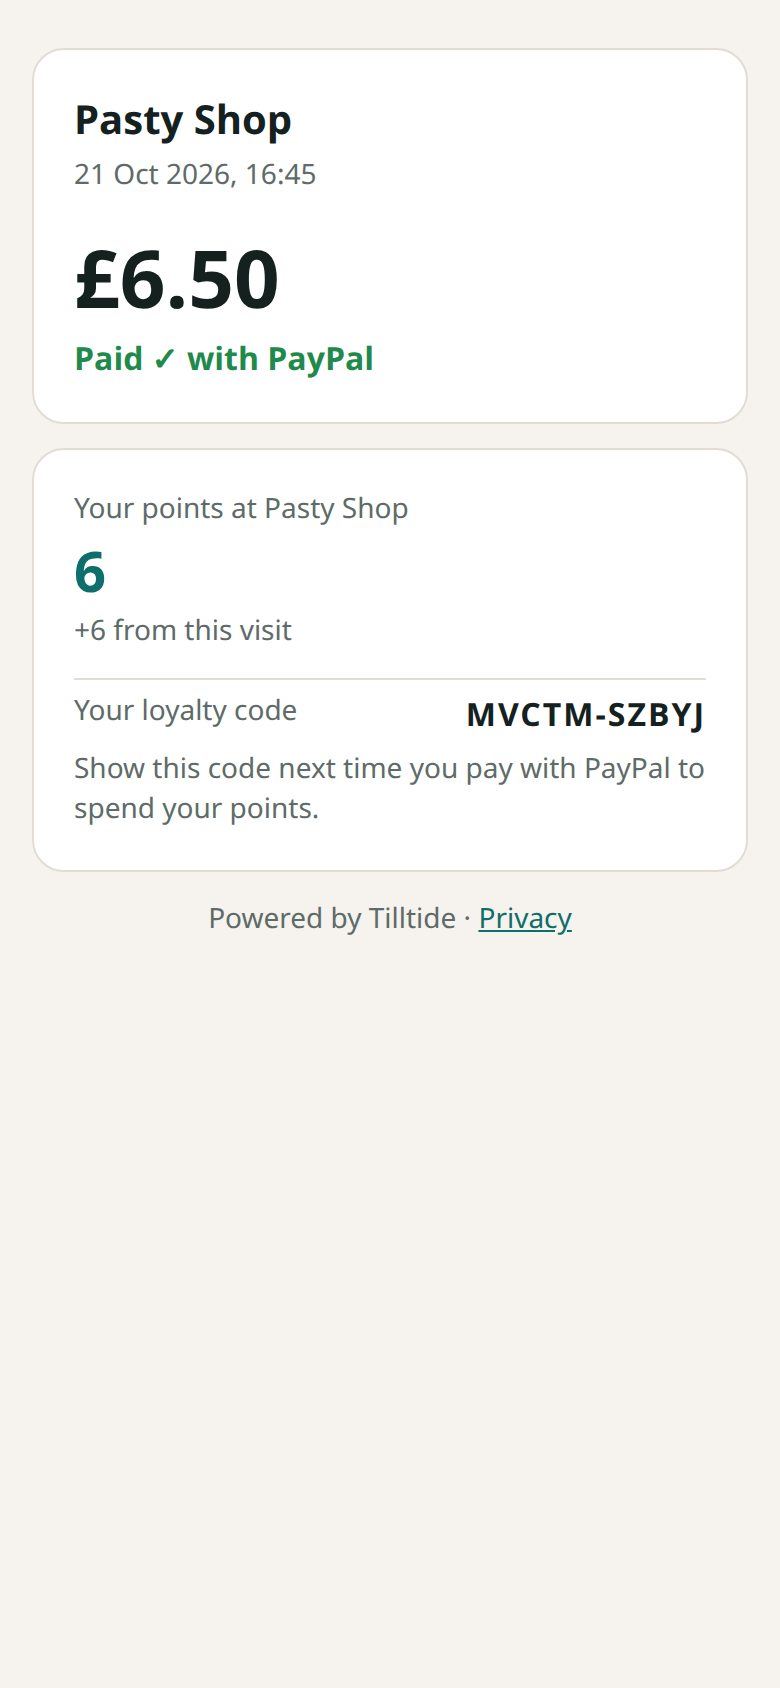 Pasty Shop
21 Oct 2026, 16:45
£6.50
Paid ✓ with PayPal
Your points at Pasty Shop
6
+6 from this visit
Your loyalty code MVCTM-SZBYJ
Show this code next time you pay with PayPal to
spend your points.
Powered by Tilltide · Privacy